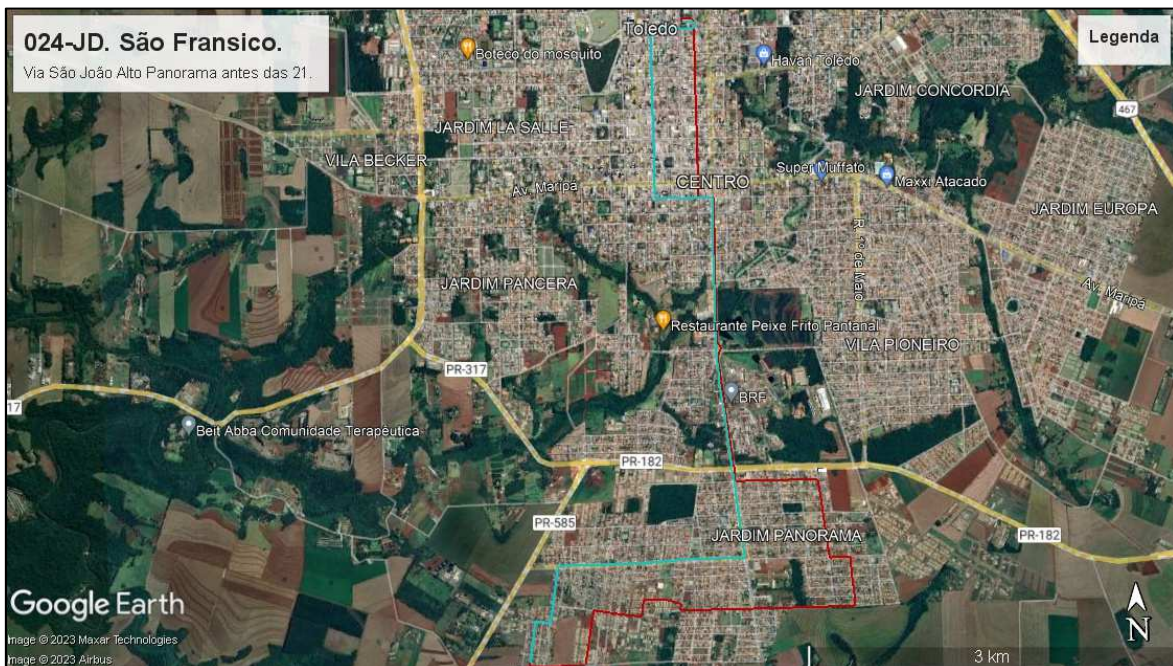 024-JD. São Fransico.
Via São João Alto Panorama antes das 21.
Legenda
Toledo
Boteco do mosquito
Havan Toledo
JARDIM CONCORDIA
467
JARDIM LA SALLE
VILA BECKER
Av. Maripá
CENTRO
Super Muffato
Maxxi Atacado
JARDIM EUROPA
JARDIM PANCERA
Av. Maripá
Restaurante Peixe Frito Pantanal
VILA PIONEIRO
PR-317
17
BRF
Beit Abba Comunidade Terapêutica
PR-182
PR-585
JARDIM PANORAMA
PR-182
Google Earth
Image © 2023 Maxar Technologies
Image © 2023 Airbus
N
3 km